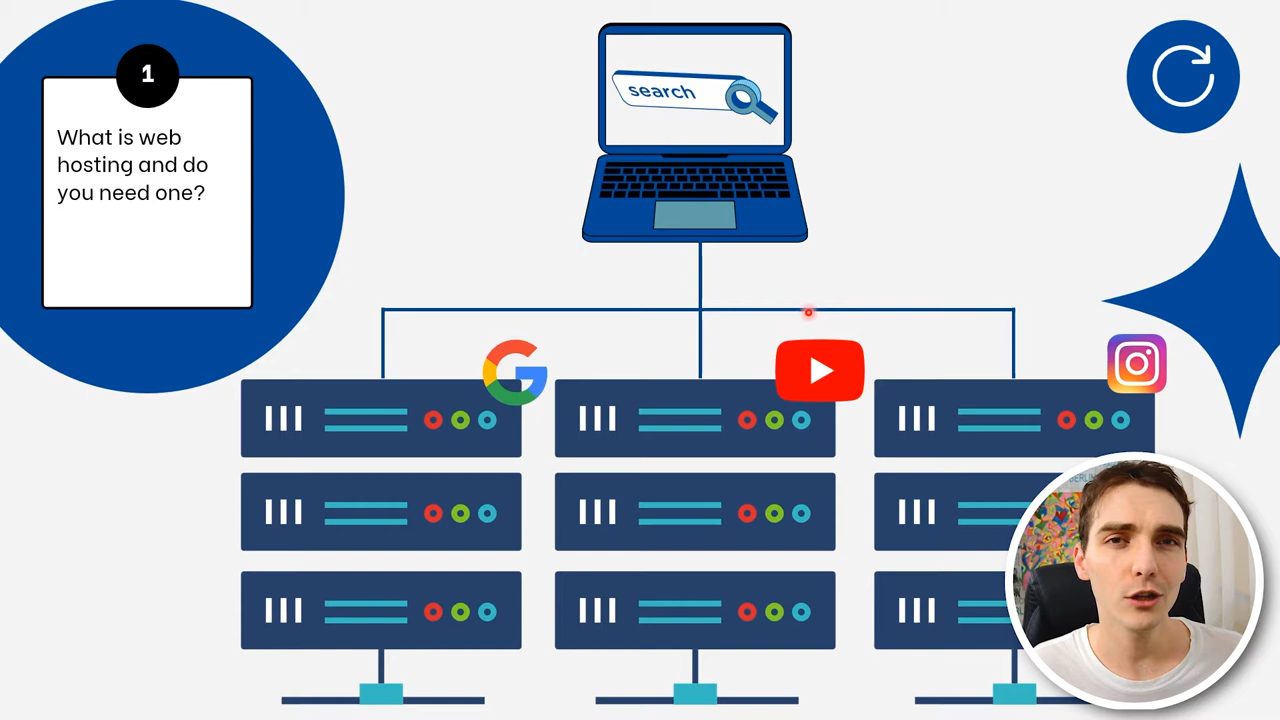 1
What is web
hosting and do
you need one?
search